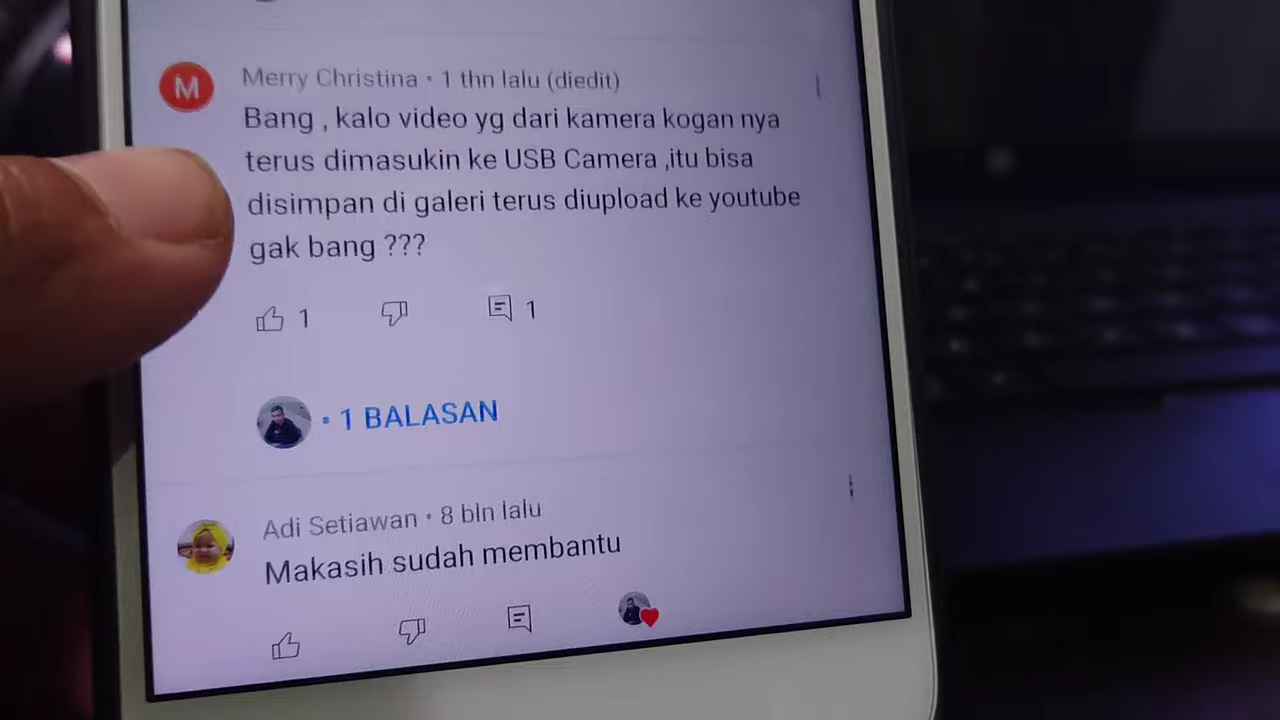 M
Merry Christina • 1 thn lalu (diedit)
Bang , kalo video yg dari kamera kogan nya
terus dimasukin ke USB Camera ,itu bisa
disimpan di galeri terus diupload ke youtube
gak bang ???
1
1
• 1 BALASAN
Adi Setiawan • 8 bln lalu
Makasih sudah membantu